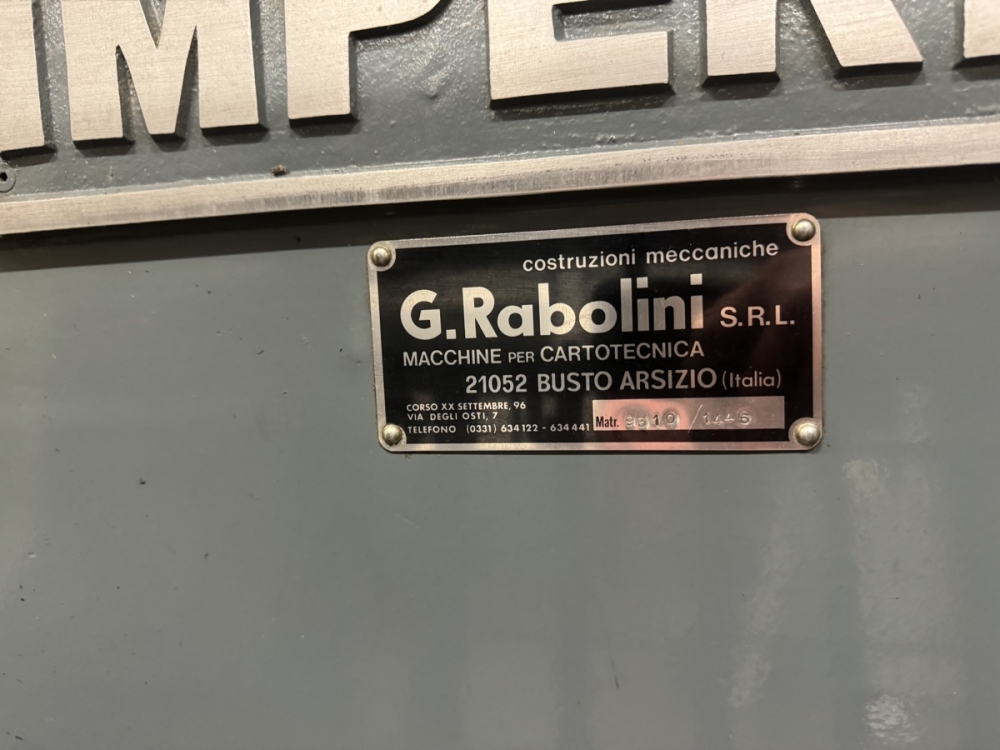 IMPER
costruzioni meccaniche
G.Rabolini S.R.L.
MACCHINE PER CARTOTECNICA
21052 BUSTO ARSIZIO (Italia)
CORSO XX SETTEMBRE, 96
VIA DEGLI OSTI, 7
TELEFONO (0331) 634122 - 634441
Matr.